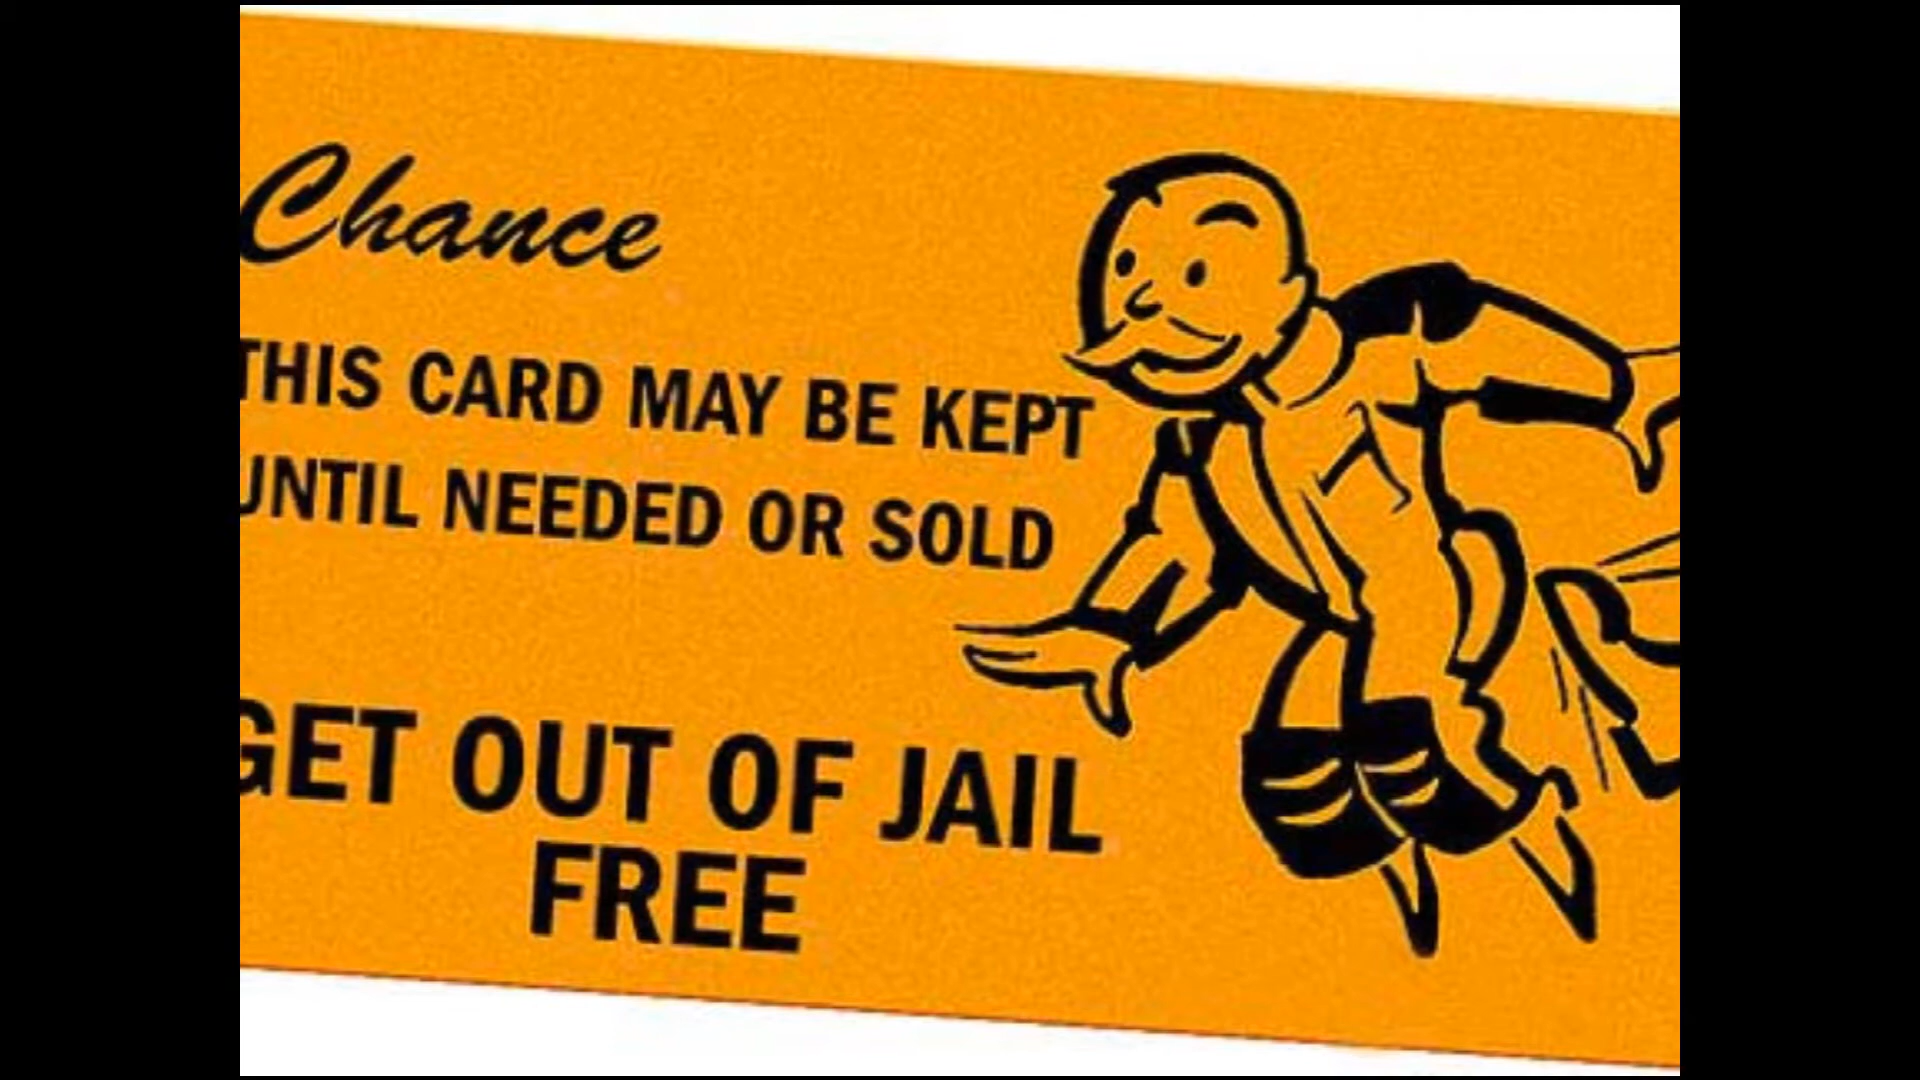 Chance
THIS CARD MAY BE KEPT
UNTIL NEEDED OR SOLD
GET OUT OF JAIL
FREE